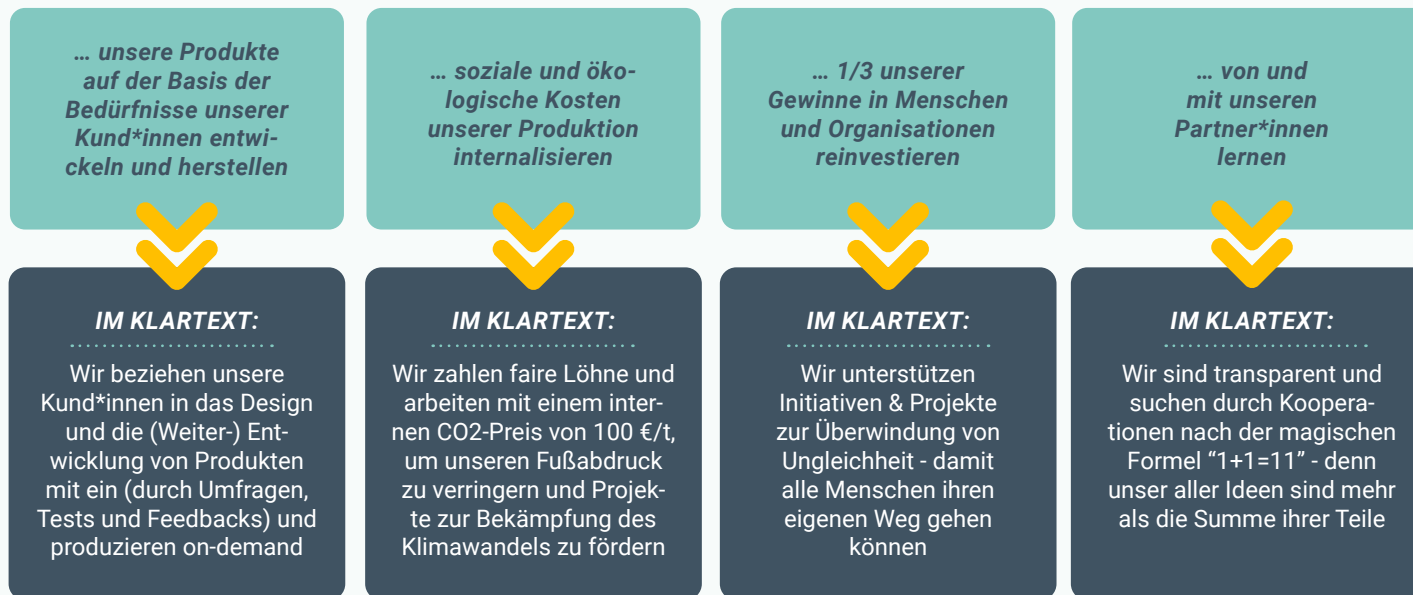 … unsere Produkte
auf der Basis der
Bedürfnisse unserer
Kund*innen entwi-
ckeln und herstellen
… soziale und öko-
logische Kosten
unserer Produktion
internalisieren
… 1/3 unserer
Gewinne in Menschen
und Organisationen
reinvestieren
… von und
mit unseren
Partner*innen
lernen
IM KLARTEXT:
Wir beziehen unsere
Kund*innen in das Design
und die (Weiter-) Ent-
wicklung von Produkten
mit ein (durch Umfragen,
Tests und Feedbacks) und
produzieren on-demand
IM KLARTEXT:
Wir zahlen faire Löhne und
arbeiten mit einem inter-
nen CO2-Preis von 100 €/t,
um unseren Fußabdruck
zu verringern und Projek-
te zur Bekämpfung des
Klimawandels zu fördern
IM KLARTEXT:
Wir unterstützen
Initiativen & Projekte
zur Überwindung von
Ungleichheit - damit
alle Menschen ihren
eigenen Weg gehen
können
IM KLARTEXT:
Wir sind transparent und
suchen durch Koopera-
tionen nach der magischen
Formel “1+1=11” - denn
unser aller Ideen sind mehr
als die Summe ihrer Teile